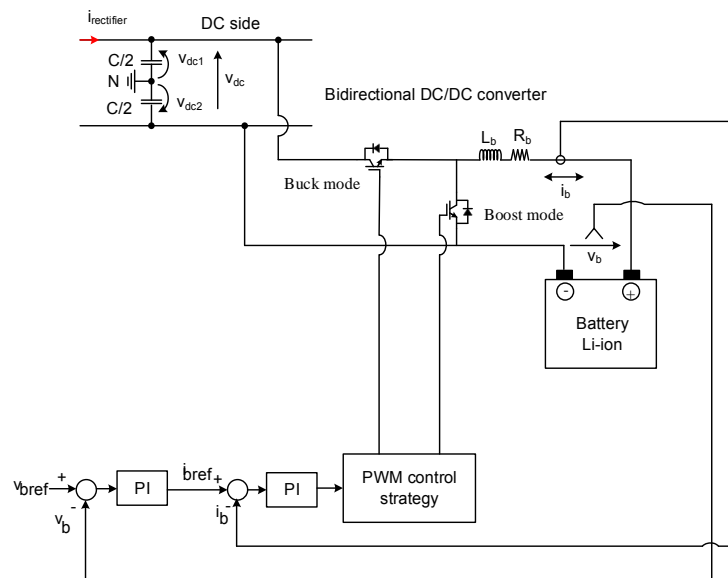 i_rectifier
DC side
C/2
v_dc1
N
v_dc
C/2
v_dc2
Bidirectional DC/DC converter
L_b R_b
Buck mode
i_b
Boost mode
v_b
- +
Battery
Li-ion
v_bref + -
v_b
PI
i_bref + -
i_b
PI
PWM control
strategy